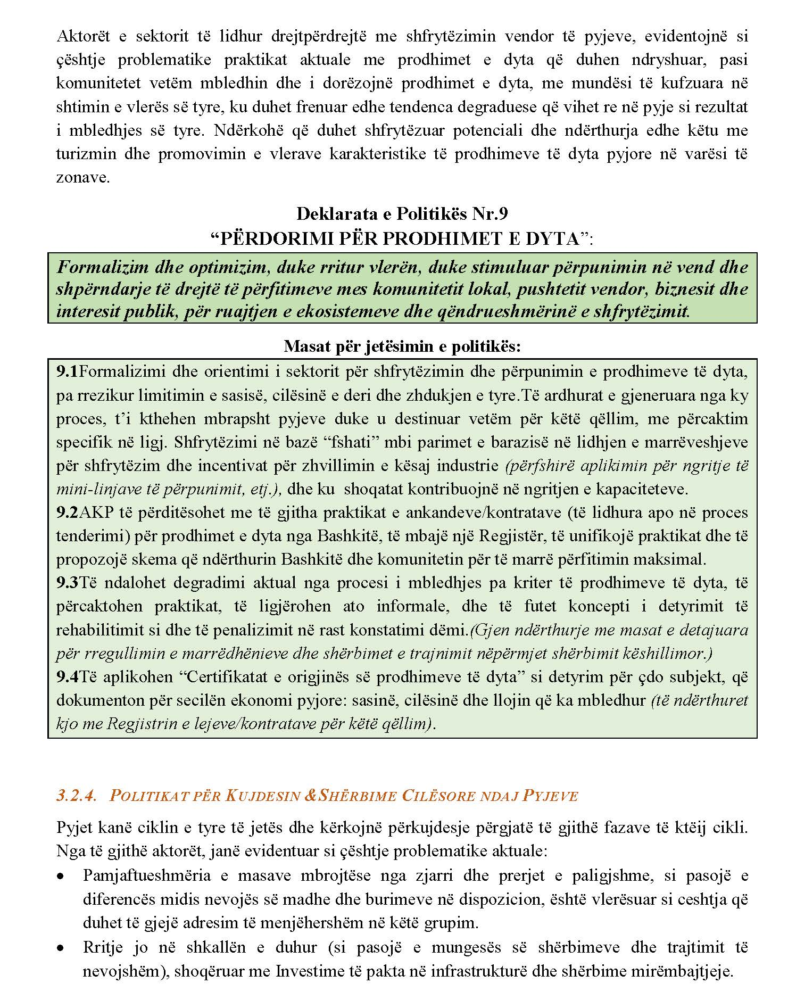 Aktorët e sektorit të lidhur drejtpërdrejtë me shfrytëzimin vendor të pyjeve, evidentojnë si
çështje problematike praktikat aktuale me prodhimet e dyta që duhen ndryshuar, pasi
komunitetet vetëm mbledhin dhe i dorëzojnë prodhimet e dyta, me mundësi të kufzuara në
shtimin e vlerës së tyre, ku duhet frenuar edhe tendenca degraduese që vihet re në pyje si rezultat
i mbledhjes së tyre. Ndërkohë që duhet shfrytëzuar potenciali dhe ndërthurja edhe këtu me
turizmin dhe promovimin e vlerave karakteristike të prodhimeve të dyta pyjore në varësi të
zonave.
Deklarata e Politikës Nr.9
“PËRDORIMI PËR PRODHIMET E DYTA”:
Formalizim dhe optimizim, duke rritur vlerën, duke stimuluar përpunimin në vend dhe
shpërndarje të drejtë të përfitimeve mes komunitetit lokal, pushtetit vendor, biznesit dhe
interesit publik, për ruajtjen e ekosistemeve dhe qëndrueshmërinë e shfrytëzimit.
Masat për jetësimin e politikës:
9.1Formalizimi dhe orientimi i sektorit për shfrytëzimin dhe përpunimin e prodhimeve të dyta,
pa rrezikur limitimin e sasisë, cilësinë e deri dhe zhdukjen e tyre.Të ardhurat e gjeneruara nga ky
proces, t’i kthehen mbrapsht pyjeve duke u destinuar vetëm për këtë qëllim, me përcaktim
specifik në ligj. Shfrytëzimi në bazë “fshati” mbi parimet e barazisë në lidhjen e marrëveshjeve
për shfrytëzim dhe incentivat për zhvillimin e kësaj industrie (përfshirë aplikimin për ngritje të
mini-linjave të përpunimit, etj.), dhe ku shoqatat kontribuojnë në ngritjen e kapaciteteve.
9.2AKP të përditësohet me të gjitha praktikat e ankandeve/kontratave (të lidhura apo në proces
tenderimi) për prodhimet e dyta nga Bashkitë, të mbajë një Regjistër, të unifikojë praktikat dhe të
propozojë skema që ndërthurin Bashkitë dhe komunitetin për të marrë përfitimin maksimal.
9.3Të ndalohet degradimi aktual nga procesi i mbledhjes pa kriter të prodhimeve të dyta, të
përcaktohen praktikat, të ligjërohen ato informale, dhe të futet koncepti i detyrimit të
rehabilitimit si dhe të penalizimit në rast konstatimi dëmi.(Gjen ndërthurje me masat e detajuara
për rregullimin e marrëdhënieve dhe shërbimet e trajnimit nëpërmjet shërbimit këshillimor.)
9.4Të aplikohen “Certifikatat e origjinës së prodhimeve të dyta” si detyrim për çdo subjekt, që
dokumenton për secilën ekonomi pyjore: sasinë, cilësinë dhe llojin që ka mbledhur (të ndërthuret
kjo me Regjistrin e lejeve/kontratave për këtë qëllim).
3.2.4. POLITIKAT PËR KUJDESIN &SHËRBIME CILËSORE NDAJ PYJEVE
Pyjet kanë ciklin e tyre të jetës dhe kërkojnë përkujdesje përgjatë të gjithë fazave të ktëij cikli.
Nga të gjithë aktorët, janë evidentuar si çështje problematike aktuale:
• Pamjaftueshmëria e masave mbrojtëse nga zjarri dhe prerjet e paligjshme, si pasojë e
diferencës midis nevojës së madhe dhe burimeve në dispozicion, është vlerësuar si ceshtja që
duhet të gjejë adresim të menjëhershëm në këtë grupim.
• Rritje jo në shkallën e duhur (si pasojë e mungesës së shërbimeve dhe trajtimit të
nevojshëm), shoqëruar me Investime të pakta në infrastrukturë dhe shërbime mirëmbajtjeje.